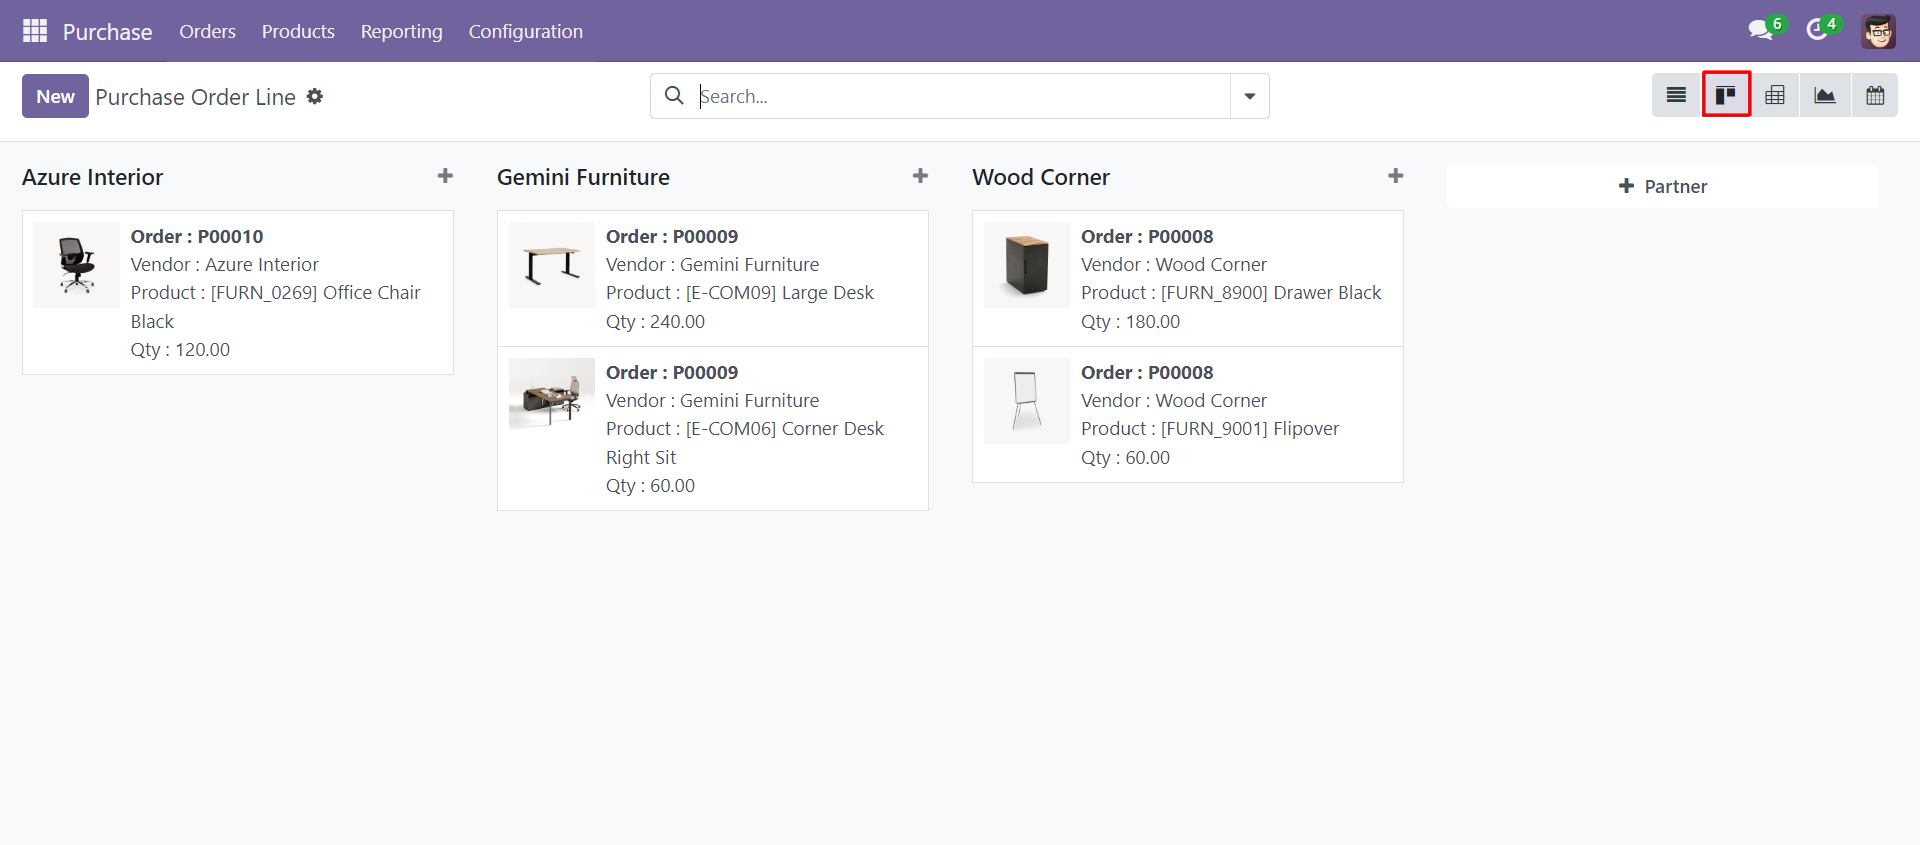 Purchase Orders Products Reporting Configuration 6 4
New Purchase Order Line Search...
Azure Interior
Order : P00010
Vendor : Azure Interior
Product : [FURN_0269] Office Chair
Black
Qty : 120.00
Gemini Furniture
Order : P00009
Vendor : Gemini Furniture
Product : [E-COM09] Large Desk
Qty : 240.00
Order : P00009
Vendor : Gemini Furniture
Product : [E-COM06] Corner Desk
Right Sit
Qty : 60.00
Wood Corner
Order : P00008
Vendor : Wood Corner
Product : [FURN_8900] Drawer Black
Qty : 180.00
Order : P00008
Vendor : Wood Corner
Product : [FURN_9001] Flipover
Qty : 60.00
Partner